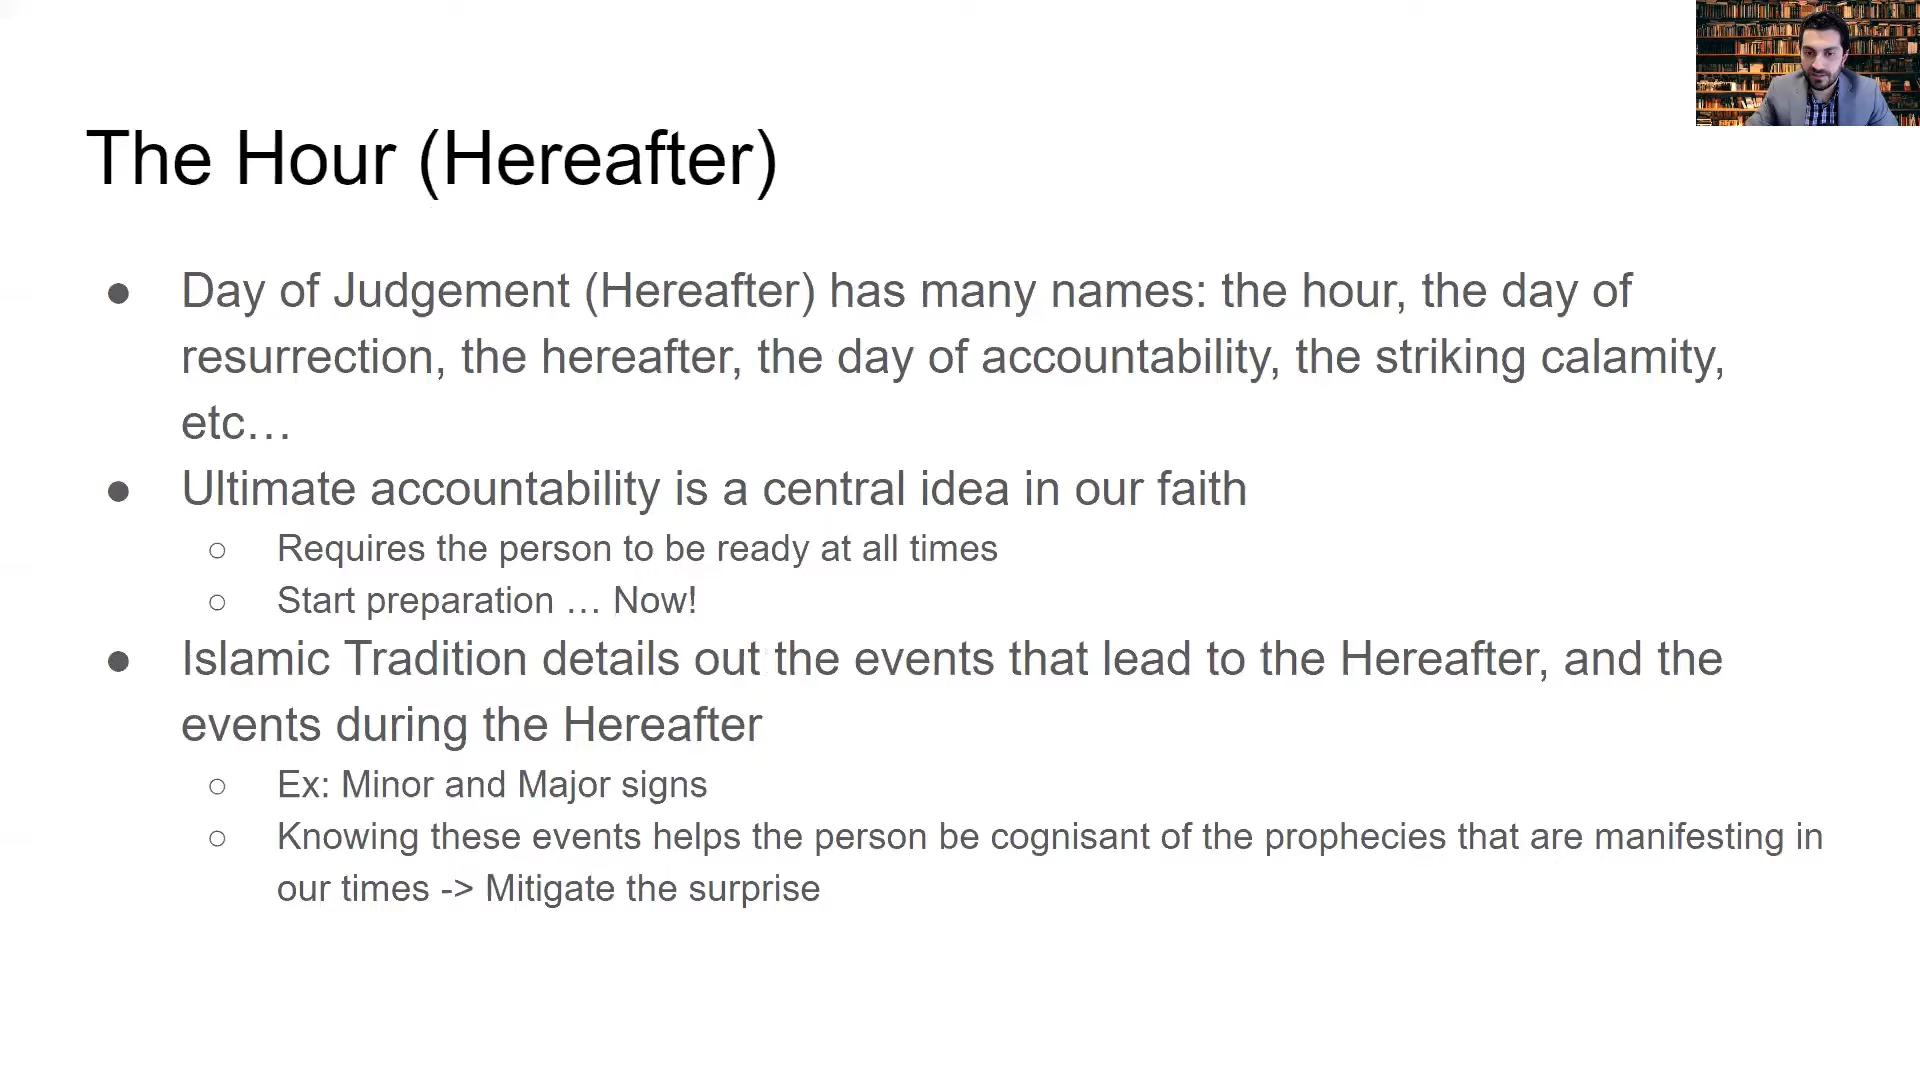 The Hour (Hereafter)
● Day of Judgement (Hereafter) has many names: the hour, the day of
resurrection, the hereafter, the day of accountability, the striking calamity,
etc…
● Ultimate accountability is a central idea in our faith
○ Requires the person to be ready at all times
○ Start preparation … Now!
● Islamic Tradition details out the events that lead to the Hereafter, and the
events during the Hereafter
○ Ex: Minor and Major signs
○ Knowing these events helps the person be cognisant of the prophecies that are manifesting in
our times -> Mitigate the surprise